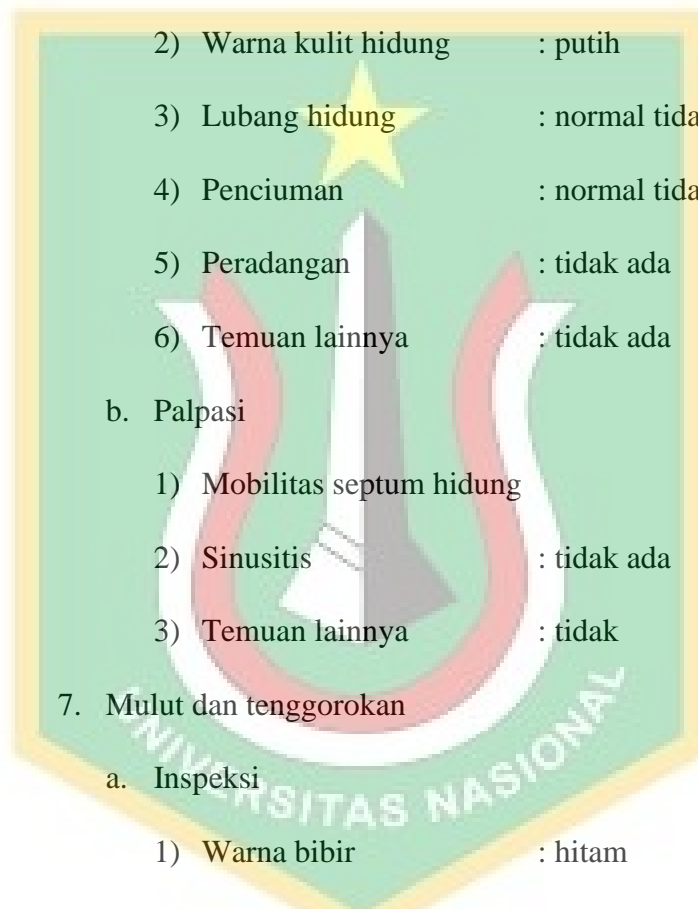 2) Warna kulit hidung : putih
3) Lubang hidung : normal
4) Penciuman : normal
5) Peradangan : tidak ada
6) Temuan lainnya : tidak ada
b. Palpasi
1) Mobilitas septum hidung
2) Sinusitis : tidak ada
3) Temuan lainnya : tidak
7. Mulut dan tenggorokan
a. Inspeksi
1) Warna bibir : hitam
UNIVERSITAS NASIONAL